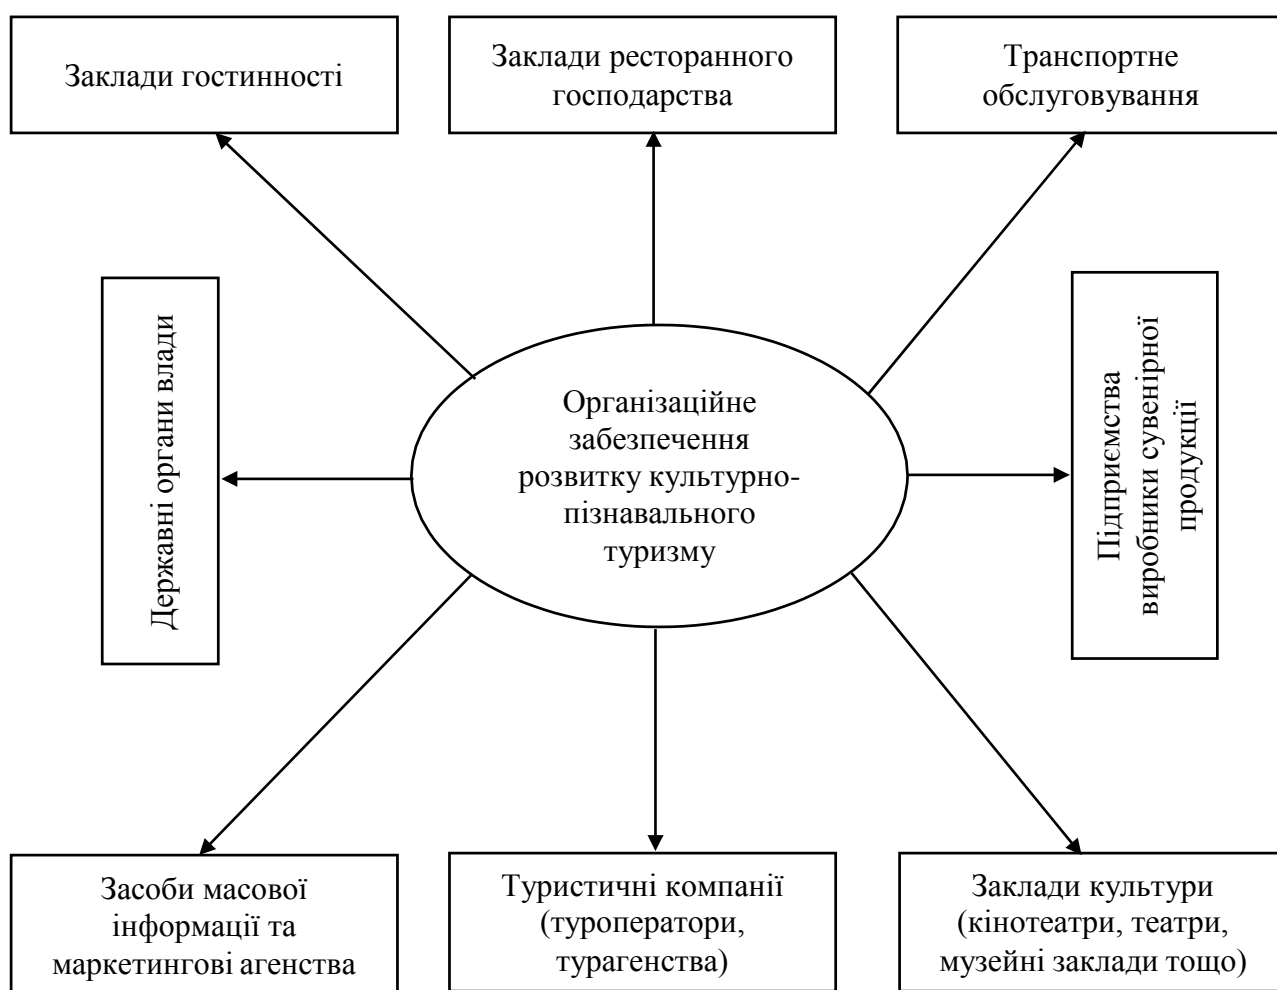 Заклади гостинності
Заклади ресторанного
господарства
Транспортне
обслуговування
Державні органи влади
Організаційне
забезпечення
розвитку культурно-
пізнавального
туризму
Підприємства
виробники сувенірної
продукції
Засоби масової
інформації та
маркетингові агенства
Туристичні компанії
(туроператори,
турагенства)
Заклади культури
(кінотеатри, театри,
музейні заклади тощо)